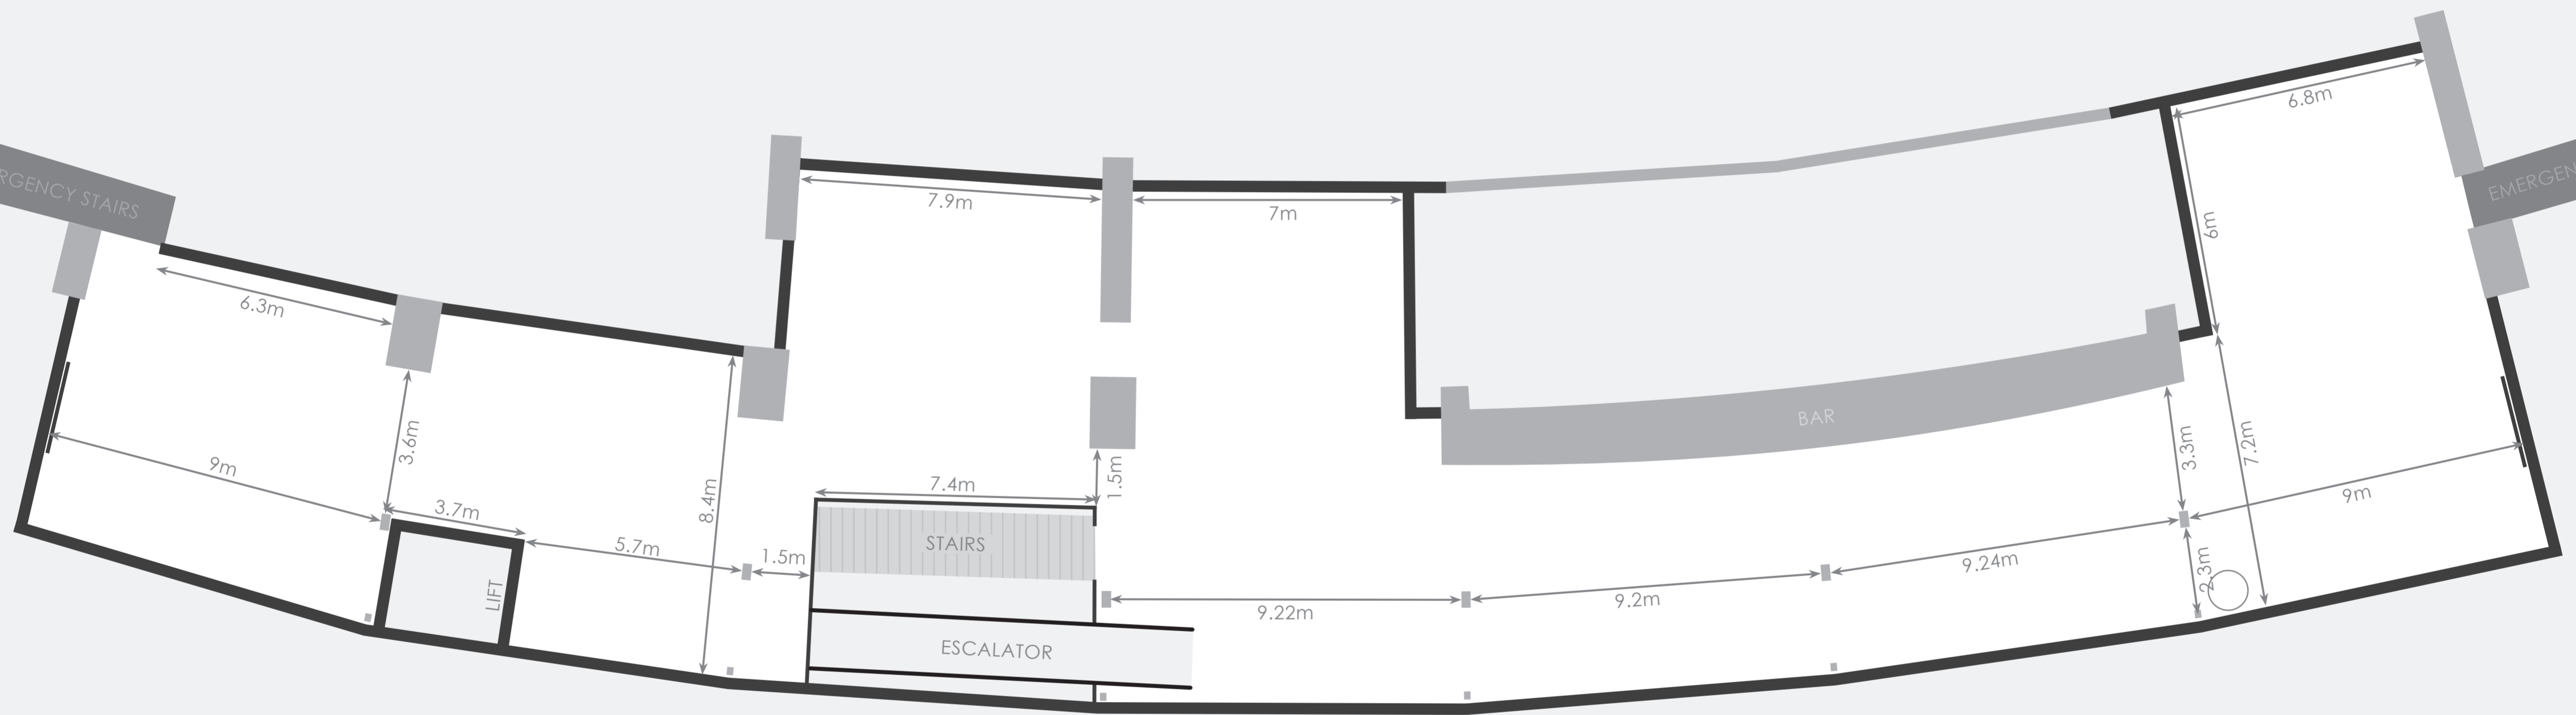 RGENCY STAIRS
6.3m
9m
3.6m
3.7m
LIFT
5.7m
8.4m
1.5m
7.9m
7m
7.4m
1.5m
STAIRS
ESCALATOR
9.22m
9.2m
9.24m
BAR
6.8m
6m
3.3m
7.2m
2.3m
9m
EMERGEN